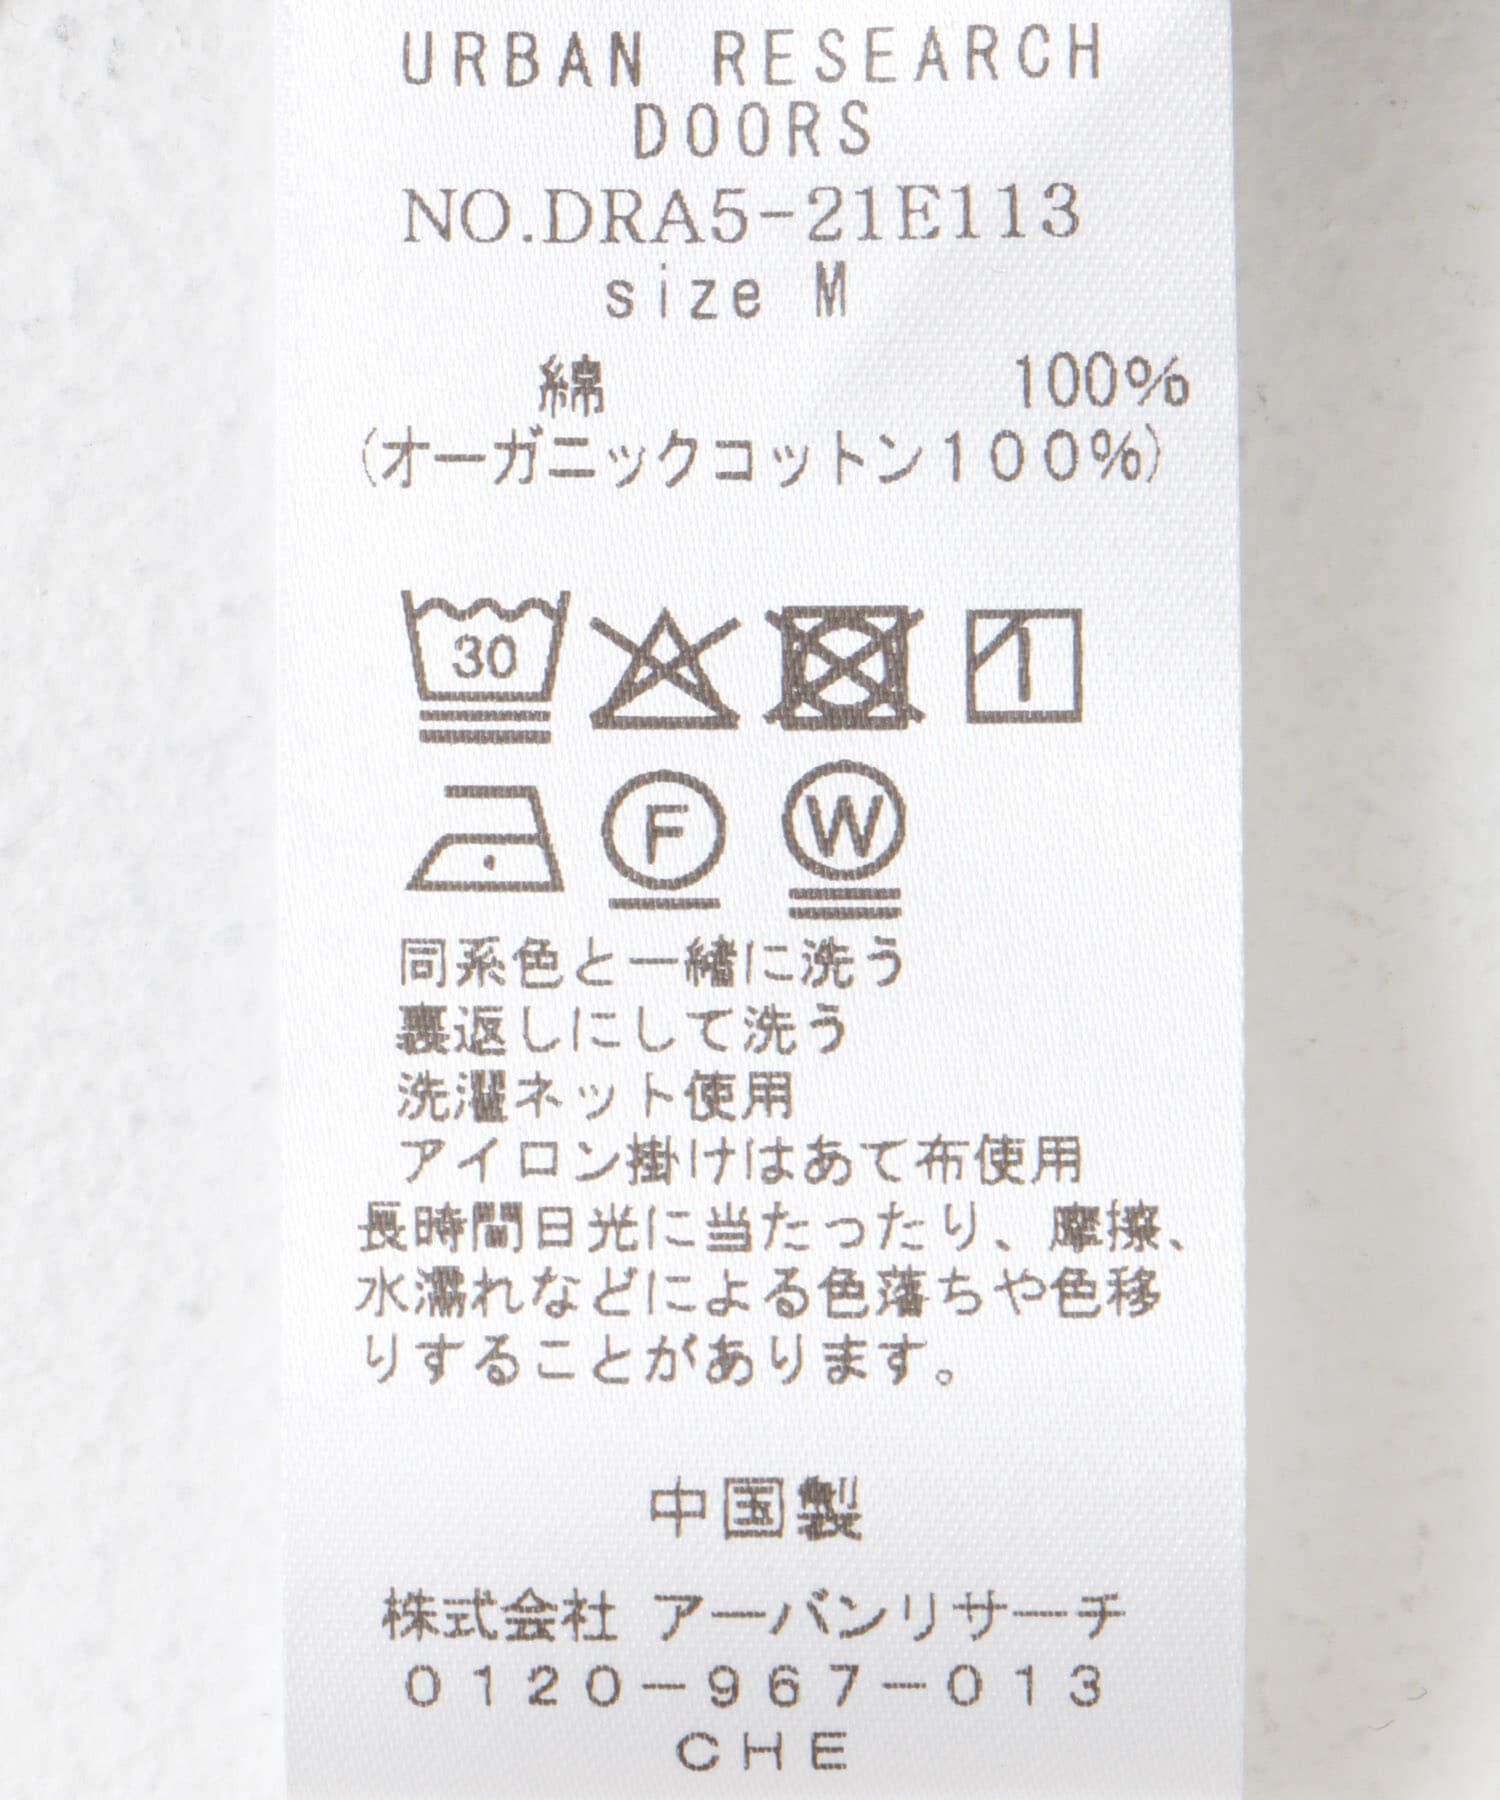 URBAN RESEARCH
DOORS
NO.DRA5-21E113
size M
綿 100%
(オーガニックコットン100%)
30
F W
同系色と一緒に洗う
裏返しにして洗う
洗濯ネット使用
アイロン掛けはあて布使用
長時間日光に当たったり、摩擦、
水濡れなどによる色落ちや色移
りすることがあります。
中国製
株式会社 アーバンリサーチ
0120-967-013
CHE